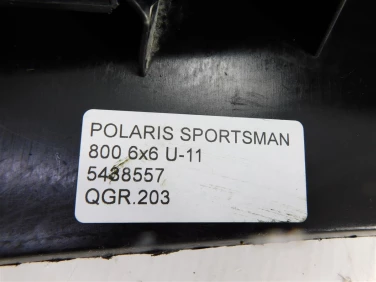 POLARIS SPORTSMAN
800 6x6 U-11
5438557
QGR.203